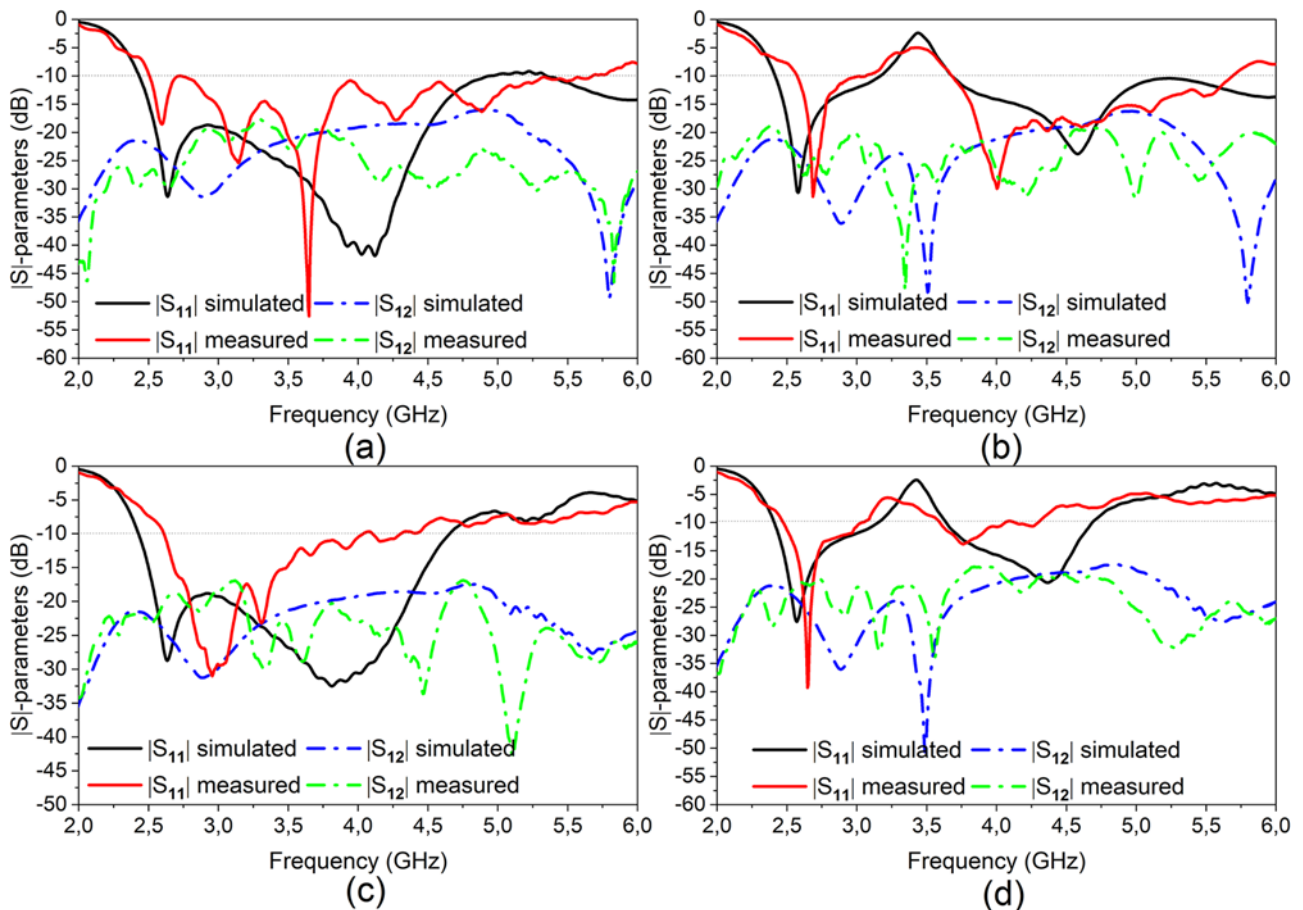 0
-5
-10
-15
-20
-25
-30
-35
-40
-45
-50
-55
-60
|S|-parameters (dB)
|S11| simulated |S12| simulated
|S11| measured |S12| measured
2,0 2,5 3,0 3,5 4,0 4,5 5,0 5,5 6,0
Frequency (GHz)
(a)
0
-5
-10
-15
-20
-25
-30
-35
-40
-45
-50
-55
-60
|S|-parameters (dB)
|S11| simulated |S12| simulated
|S11| measured |S12| measured
2,0 2,5 3,0 3,5 4,0 4,5 5,0 5,5 6,0
Frequency (GHz)
(b)
0
-5
-10
-15
-20
-25
-30
-35
-40
-45
-50
|S|-parameters (dB)
|S11| simulated |S12| simulated
|S11| measured |S12| measured
2,0 2,5 3,0 3,5 4,0 4,5 5,0 5,5 6,0
Frequency (GHz)
(c)
0
-5
-10
-15
-20
-25
-30
-35
-40
-45
-50
-55
-60
|S|-parameters (dB)
|S11| simulated |S12| simulated
|S11| measured |S12| measured
2,0 2,5 3,0 3,5 4,0 4,5 5,0 5,5 6,0
Frequency (GHz)
(d)